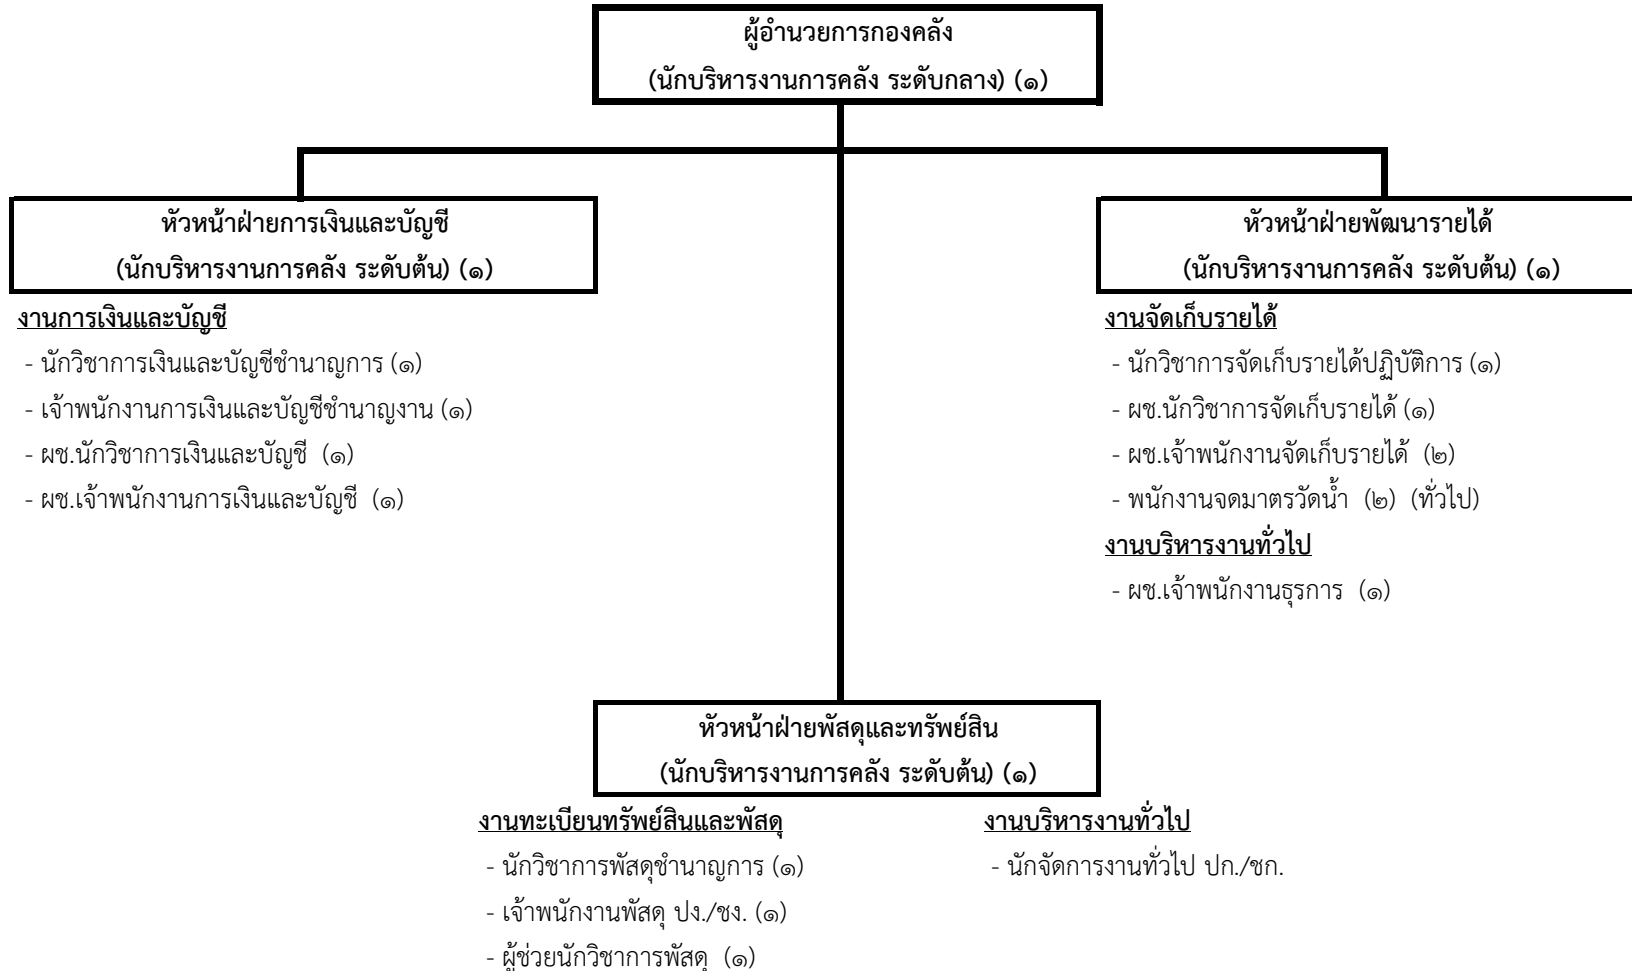 ผู้อำนวยการกองคลัง
(นักบริหารงานการคลัง ระดับกลาง) (๑)
หัวหน้าฝ่ายการเงินและบัญชี
(นักบริหารงานการคลัง ระดับต้น) (๑)
งานการเงินและบัญชี
- นักวิชาการเงินและบัญชีชำนาญการ (๑)
- เจ้าพนักงานการเงินและบัญชีชำนาญงาน (๑)
- ผช.นักวิชาการเงินและบัญชี (๑)
- ผช.เจ้าพนักงานการเงินและบัญชี (๑)
หัวหน้าฝ่ายพัฒนารายได้
(นักบริหารงานการคลัง ระดับต้น) (๑)
งานจัดเก็บรายได้
- นักวิชาการจัดเก็บรายได้ปฏิบัติการ (๑)
- ผช.นักวิชาการจัดเก็บรายได้ (๑)
- ผช.เจ้าพนักงานจัดเก็บรายได้ (๒)
- พนักงานจดมาตรวัดน้ำ (๒) (ทั่วไป)
งานบริหารงานทั่วไป
- ผช.เจ้าพนักงานธุรการ (๑)
หัวหน้าฝ่ายพัสดุและทรัพย์สิน
(นักบริหารงานการคลัง ระดับต้น) (๑)
งานทะเบียนทรัพย์สินและพัสดุ
- นักวิชาการพัสดุชำนาญการ (๑)
- เจ้าพนักงานพัสดุ ปง./ชง. (๑)
- ผู้ช่วยนักวิชาการพัสดุ (๑)
งานบริหารงานทั่วไป
- นักจัดการงานทั่วไป ปก./ชก.